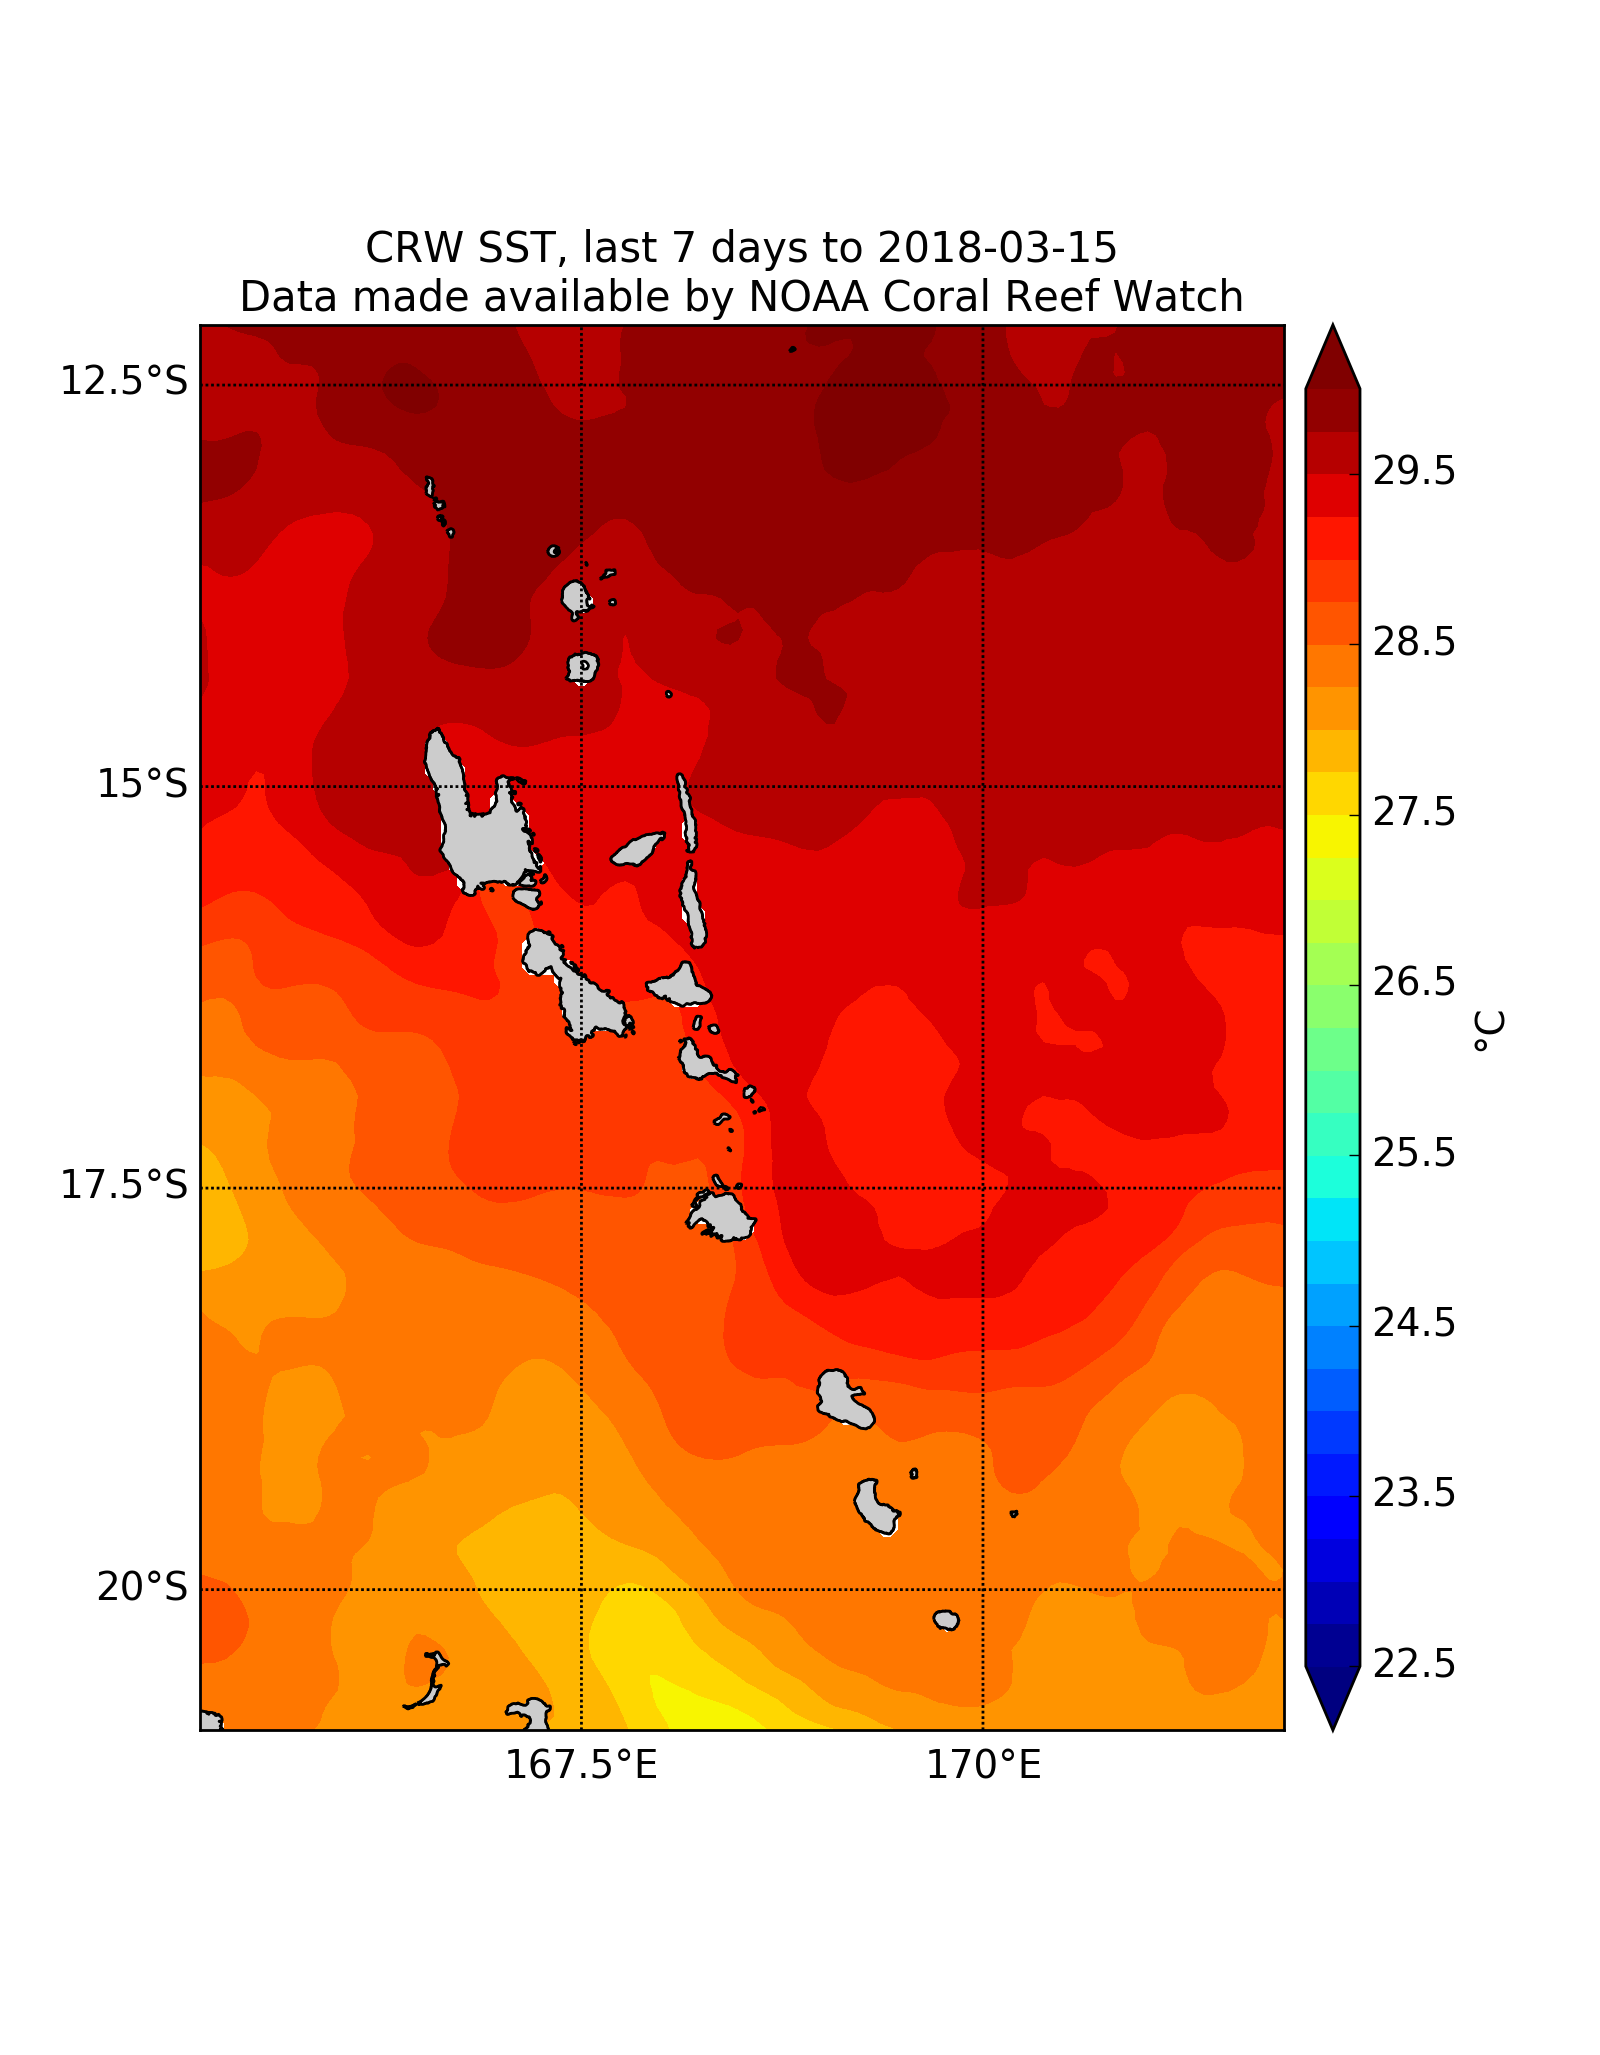 CRW SST, last 7 days to 2018-03-15
Data made available by NOAA Coral Reef Watch
12.5°S
15°S
17.5°S
20°S
167.5°E
170°E
29.5
28.5
27.5
26.5
25.5
24.5
23.5
22.5
°C